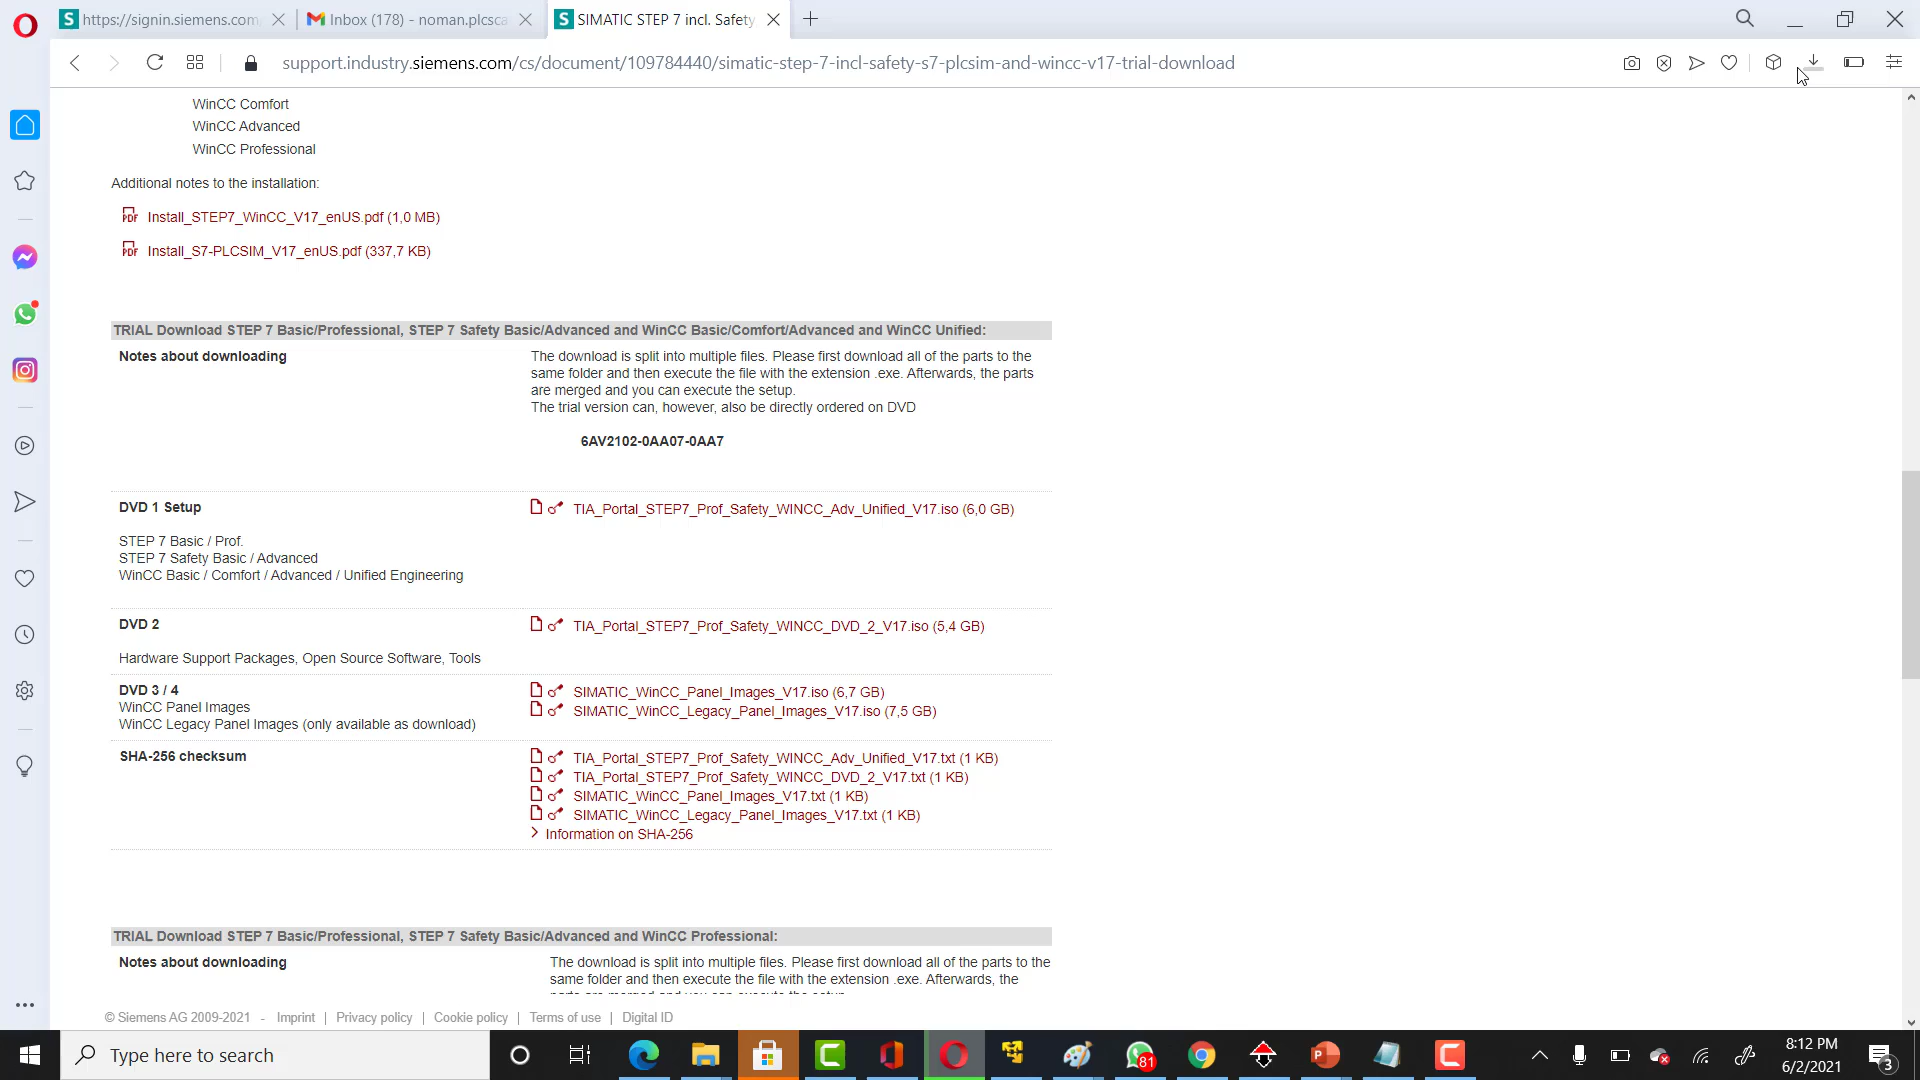 https://signin.siemens.com
Inbox (178) - noman.plcsca
SIMATIC STEP 7 incl. Safety
support.industry.siemens.com/cs/document/109784440/simatic-step-7-incl-safety-s7-plcsim-and-wincc-v17-trial-download
WinCC Comfort
WinCC Advanced
WinCC Professional
Additional notes to the installation:
PDF Install_STEP7_WinCC_V17_enUS.pdf (1,0 MB)
PDF Install_S7-PLCSIM_V17_enUS.pdf (337,7 KB)
TRIAL Download STEP 7 Basic/Professional, STEP 7 Safety Basic/Advanced and WinCC Basic/Comfort/Advanced and WinCC Unified:
Notes about downloading
The download is split into multiple files. Please first download all of the parts to the
same folder and then execute the file with the extension .exe. Afterwards, the parts
are merged and you can execute the setup.
The trial version can, however, also be directly ordered on DVD
6AV2102-0AA07-0AA7
DVD 1 Setup
TIA_Portal_STEP7_Prof_Safety_WINCC_Adv_Unified_V17.iso (6,0 GB)
STEP 7 Basic / Prof.
STEP 7 Safety Basic / Advanced
WinCC Basic / Comfort / Advanced / Unified Engineering
DVD 2
TIA_Portal_STEP7_Prof_Safety_WINCC_DVD_2_V17.iso (5,4 GB)
Hardware Support Packages, Open Source Software, Tools
DVD 3 / 4
WinCC Panel Images
WinCC Legacy Panel Images (only available as download)
SIMATIC_WinCC_Panel_Images_V17.iso (6,7 GB)
SIMATIC_WinCC_Legacy_Panel_Images_V17.iso (7,5 GB)
SHA-256 checksum
TIA_Portal_STEP7_Prof_Safety_WINCC_Adv_Unified_V17.txt (1 KB)
TIA_Portal_STEP7_Prof_Safety_WINCC_DVD_2_V17.txt (1 KB)
SIMATIC_WinCC_Panel_Images_V17.txt (1 KB)
SIMATIC_WinCC_Legacy_Panel_Images_V17.txt (1 KB)
Information on SHA-256
TRIAL Download STEP 7 Basic/Professional, STEP 7 Safety Basic/Advanced and WinCC Professional:
Notes about downloading
The download is split into multiple files. Please first download all of the parts to the
same folder and then execute the file with the extension .exe. Afterwards, the
© Siemens AG 2009-2021 - Imprint | Privacy policy | Cookie policy | Terms of use | Digital ID
Type here to search
81
8:12 PM
6/2/2021
3